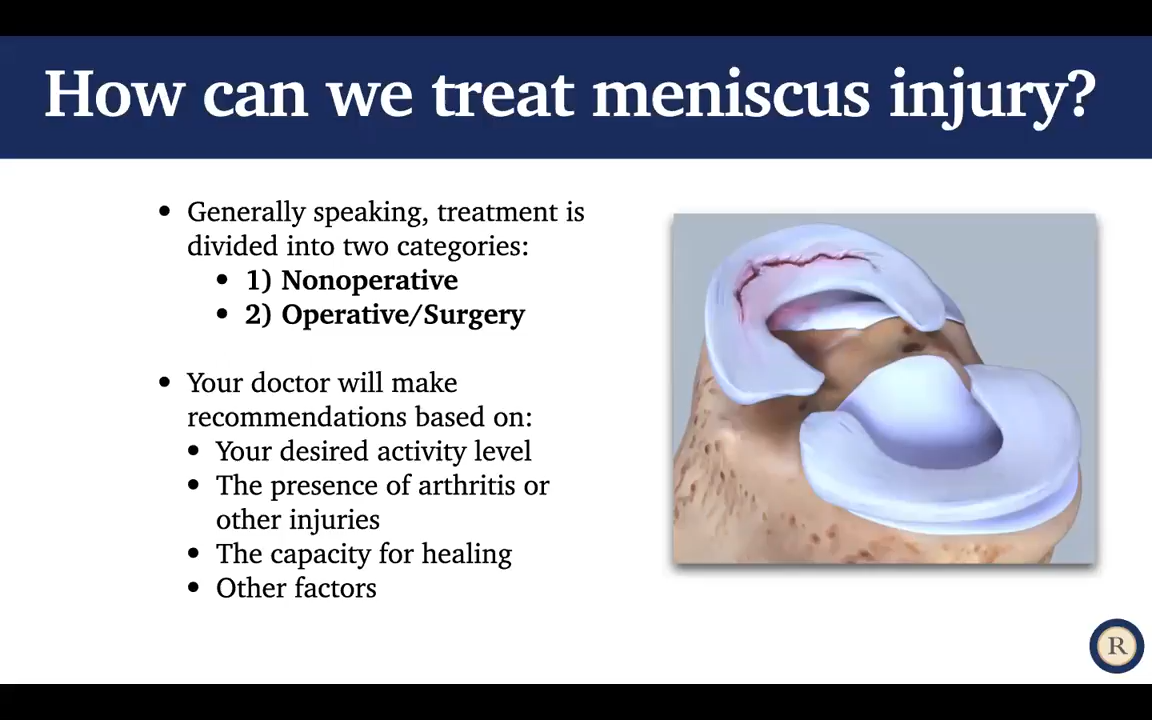 How can we treat meniscus injury?
• Generally speaking, treatment is
divided into two categories:
• 1) Nonoperative
• 2) Operative/Surgery
• Your doctor will make
recommendations based on:
• Your desired activity level
• The presence of arthritis or
other injuries
• The capacity for healing
• Other factors
R